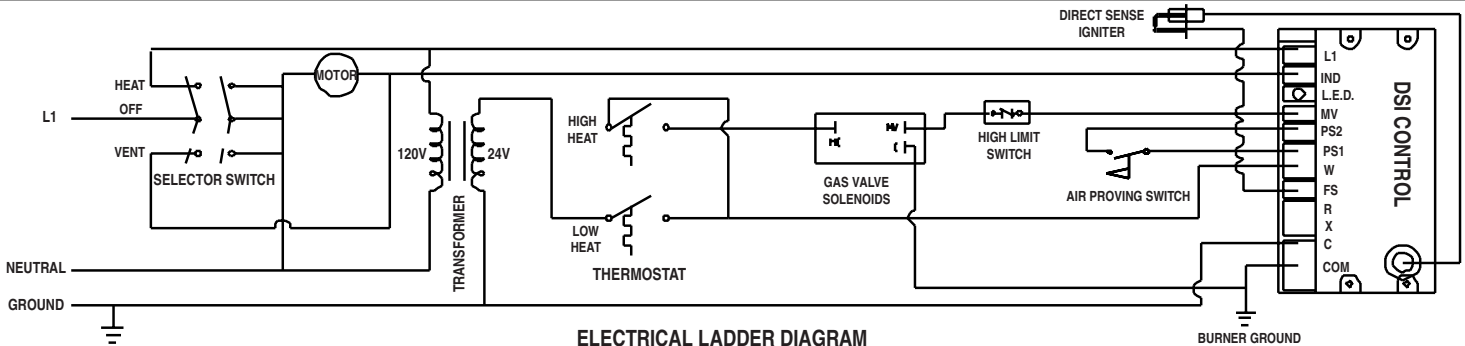 DIRECT SENSE
IGNITER
L1
HEAT
MOTOR
IND
OFF
L.E.D.
L1
HIGH
HEAT
MV
MV
PS2
HIGH LIMIT
SWITCH
VENT
120V
24V
PS1
SELECTOR SWITCH
W
GAS VALVE
SOLENOIDS
AIR PROVING SWITCH
FS
DSI CONTROL
R
X
LOW
HEAT
TRANSFORMER
C
NEUTRAL
THERMOSTAT
COM
GROUND
ELECTRICAL LADDER DIAGRAM
BURNER GROUND